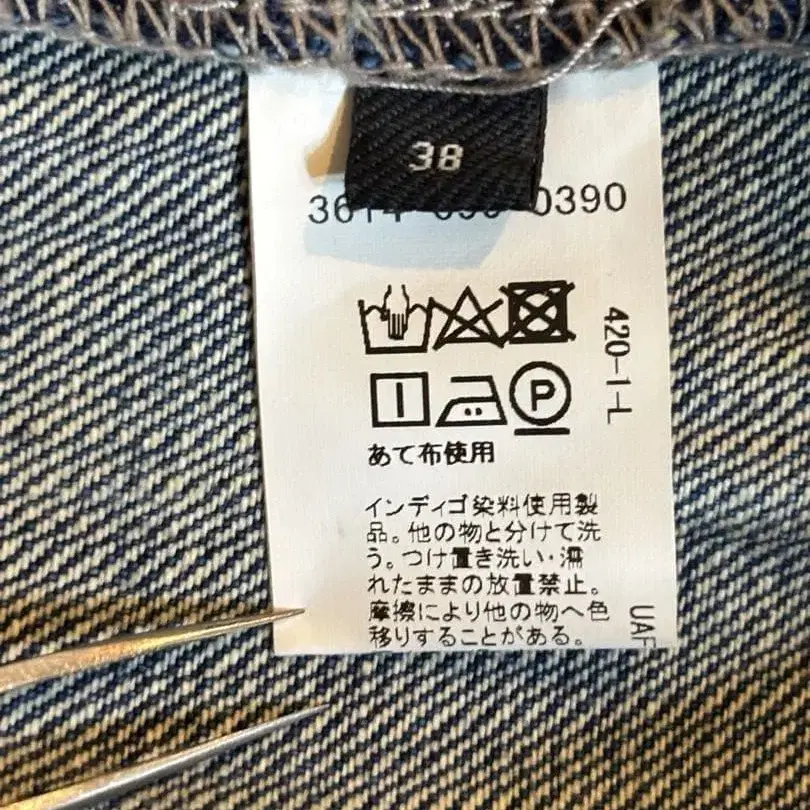 38
0390
420-1-L
P
あて布使用
インディゴ染料使用製
品。他の物と分けて洗
う。つけ置き洗い・濡
れたままの放置禁止。
摩擦により他の物へ色
移りすることがある。
UAF